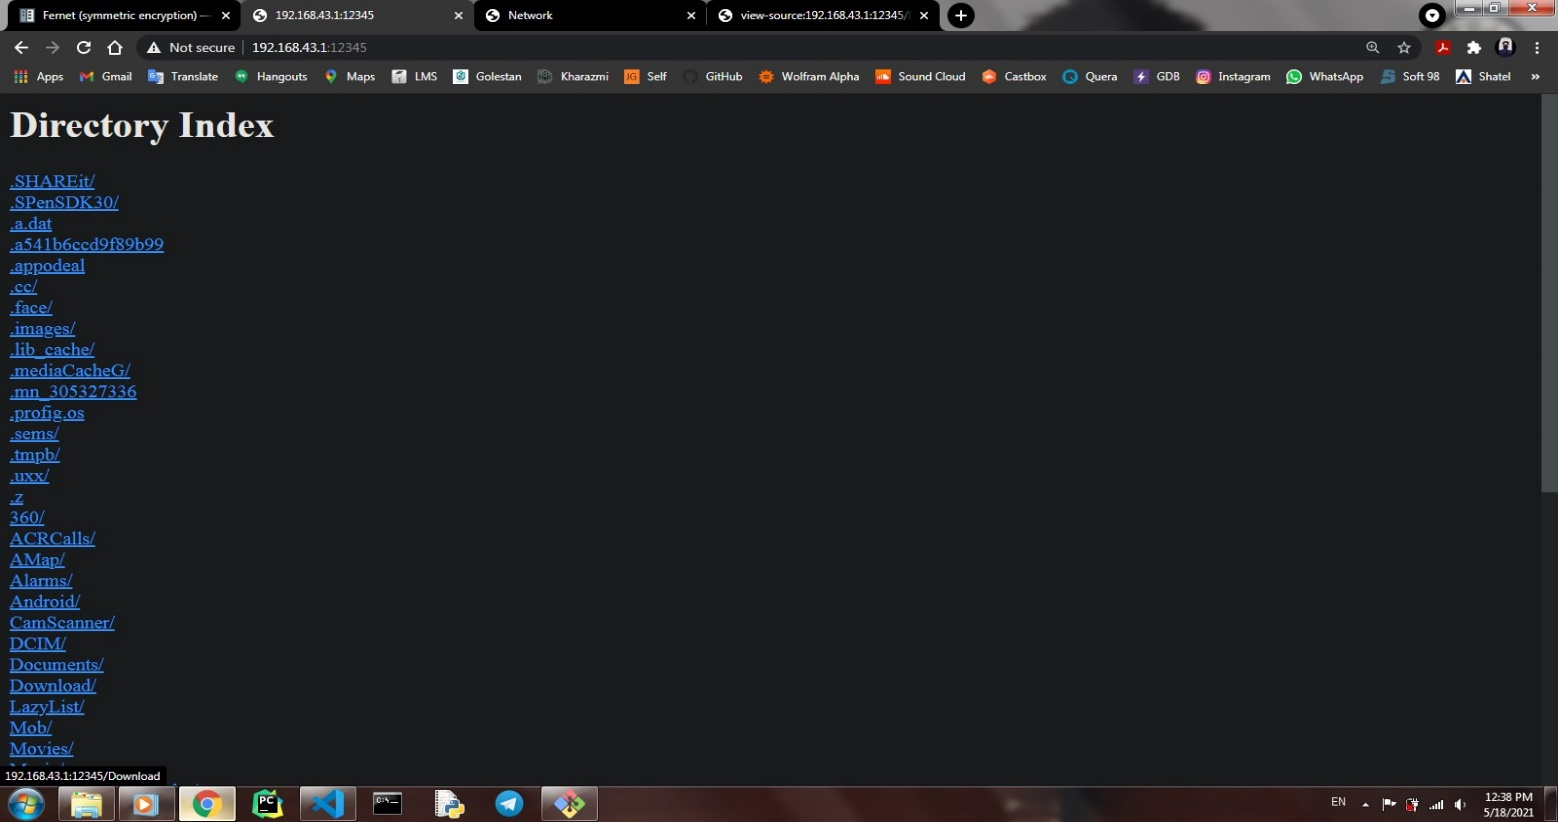 Fernet (symmetric encryption) —
192.168.43.1:12345
Network
view-source:192.168.43.1:12345/
Not secure
192.168.43.1:12345
Apps
Gmail
Translate
Hangouts
Maps
LMS
Golestan
Kharazmi
JG
Self
GitHub
Wolfram Alpha
Sound Cloud
Castbox
Quera
GDB
Instagram
WhatsApp
Soft 98
Shatel
»
Directory Index
.SHAREit/
.SPenSDK30/
.a.dat
.a541b6ccd9f89b99
.appodeal
.cc/
.face/
.images/
.lib_cache/
.mediaCacheG/
.mn_305327336
.profig.os
.sems/
.tmpb/
.uxx/
.z
360/
ACRCalls/
AMap/
Alarms/
Android/
CamScanner/
DCIM/
Documents/
Download/
LazyList/
Mob/
Movies/
192.168.43.1:12345/Download
PC
C:\
EN
12:38 PM
5/18/2021